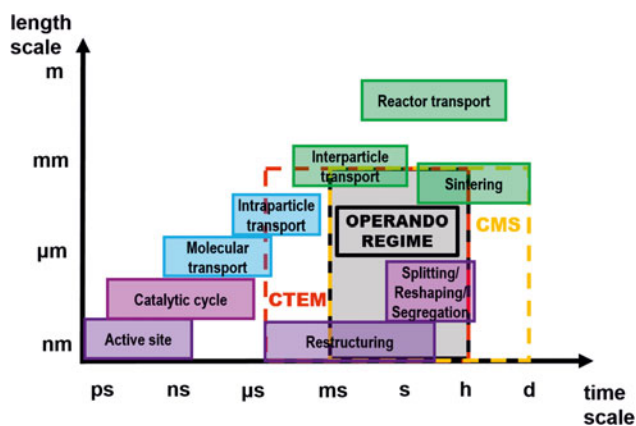 length
scale
m
Reactor transport
mm
Interparticle
transport
Sintering
Intraparticle
transport
OPERANDO
REGIME
CMS
µm
Molecular
transport
Splitting/
Reshaping/
Segregation
Catalytic cycle
CTEM
Active site
Restructuring
nm
ps
ns
µs
ms
s
h
d
time
scale